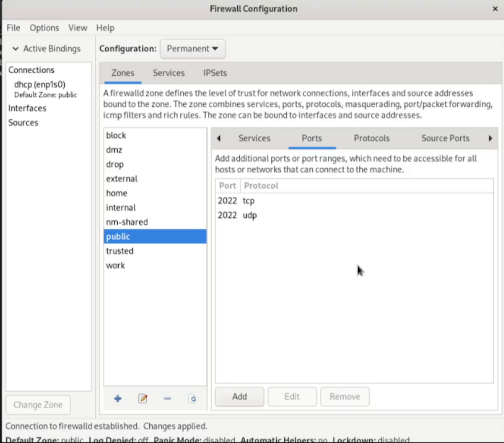 Firewall Configuration
File Options View Help
Active Bindings
Configuration: Permanent
Connections
dhcp (enp1s0)
Default Zone: public
Interfaces
Sources
Zones Services IPSets
A firewalld zone defines the level of trust for network connections, interfaces and source addresses
bound to the zone. The zone combines services, ports, protocols, masquerading, port/packet forwarding,
icmp filters and rich rules. The zone can be bound to interfaces and source addresses.
block
dmz
drop
external
home
internal
nm-shared
public
trusted
work
Services Ports Protocols Source Ports
Add additional ports or port ranges, which need to be accessible for all
hosts or networks that can connect to the machine.
Port Protocol
2022 tcp
2022 udp
Change Zone
Add Edit Remove
Connection to firewalld established. Changes applied.
Default Zone: public Log Denied: off Panic Mode: disabled Automatic Helpers: no Lockdown: disabled